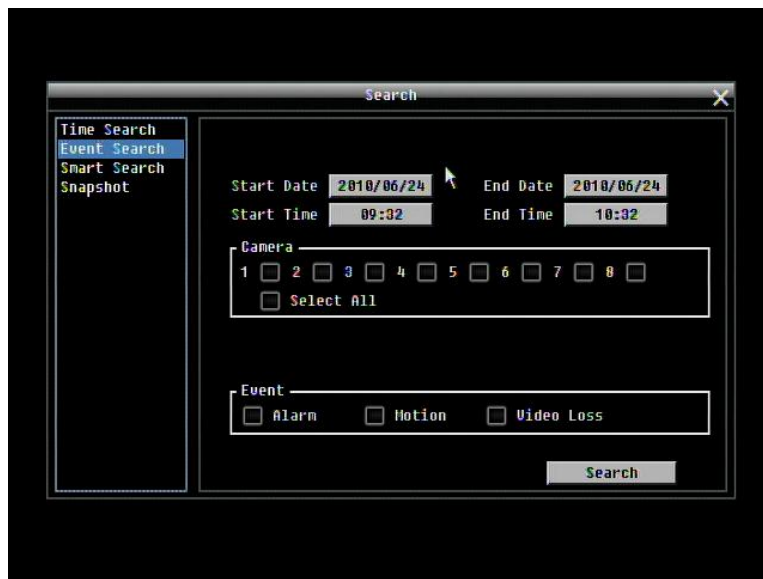 Search
Time Search
Event Search
Smart Search
Snapshot
Start Date 2010/06/24 End Date 2010/06/24
Start Time 09:32 End Time 10:32
Camera
1 2 3 4 5 6 7 8
Select All
Event
Alarm Motion Video Loss
Search